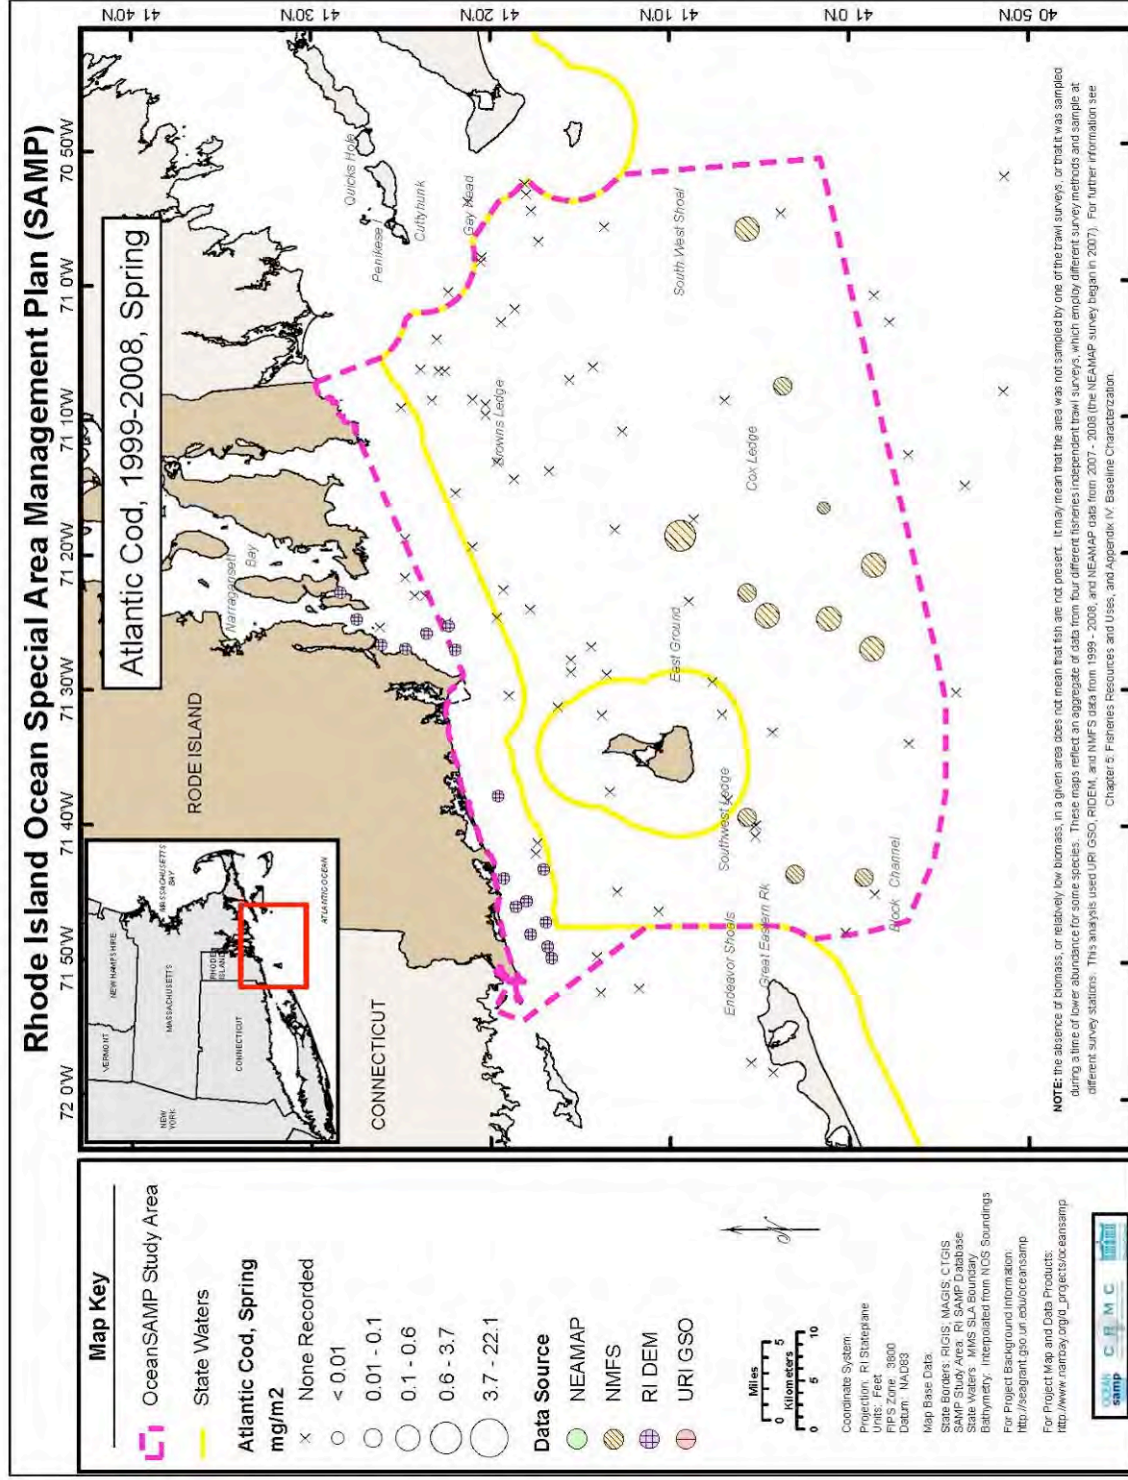 Rhode Island Ocean Special Area Management Plan (SAMP)
Map Key
OceanSAMP Study Area
State Waters
Atlantic Cod, Spring
mg/m2
None Recorded
< 0.01
0.01 - 0.1
0.1 - 0.6
0.6 - 3.7
3.7 - 22.1
Data Source
NEAMAP
NMFS
RI DEM
URI GSO
Miles
0 5
Kilometers
0 5 10
Coordinate System:
Projection: RI Stateplane
Units: Feet
FIPS Zone: 3800
Datum: NAD83
Map Base Data:
State Borders: RIGIS; MAGIS; CTGIS
SAMP Study Area: RI SAMP Database
State Waters: MMS SLA Boundary
Bathymetry: Interpolated from NOS Soundings
For Project Background Information:
http://seagrant.gso.uri.edu/oceansamp
For Project Map and Data Products:
http://www.narrbay.org/d_projects/oceansamp
OCEAN
samp
CRMC
72 0'W
71 50'W
71 40'W
71 30'W
71 20'W
71 10'W
71 0'W
70 50'W
41 40'N
41 30'N
41 20'N
41 10'N
41 0'N
40 50'N
Atlantic Cod, 1999-2008, Spring
VERMONT
NEW HAMPSHIRE
NEW
YORK
MASSACHUSETTS
MASSACHUSETTS
BAY
CONNECTICUT
RHODE
ISLAND
ATLANTIC OCEAN
CONNECTICUT
RODE ISLAND
Narragansett
Bay
Quicks Hole
Penikese
Cuttyhunk
Gay Head
Browns Ledge
South West Shoal
Cox Ledge
East Ground
Southwest Ledge
Endeavor Shoals
Great Eastern Rk
Block Channel
NOTE: the absence of biomass, or relatively low biomass, in a given area does not mean that fish are not present. It may mean that the area was not sampled by one of the trawl surveys, or that it was sampled
during a time of lower abundance for some species. These maps reflect an aggregate of data from four different fisheries independent trawl surveys, which employ different survey methods and sample at
different survey stations. This analysis used URI GSO, RIDEM, and NMFS data from 1999 - 2008, and NEAMAP data from 2007 - 2008 (the NEAMAP survey began in 2007). For further information see
Chapter 5: Fisheries Resources and Uses, and Appendix IV: Baseline Characterization.